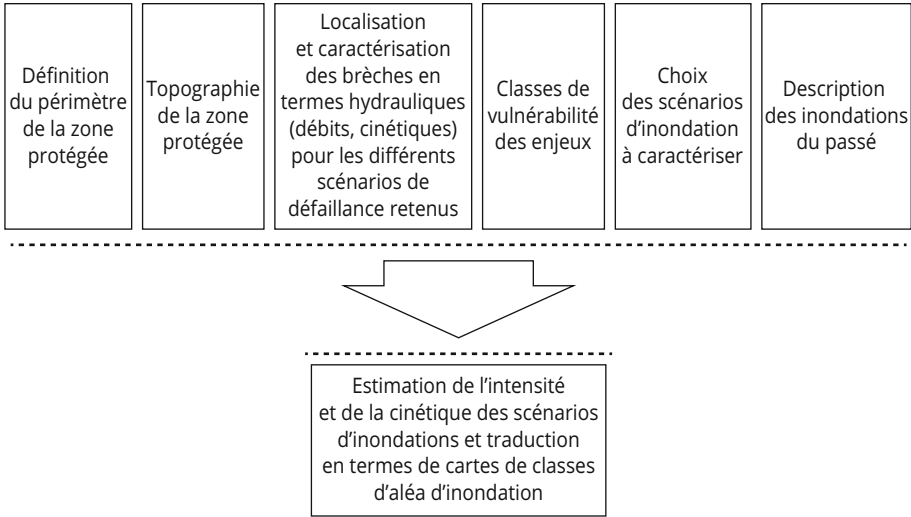 Définition
du périmètre
de la zone
protégée
Topographie
de la zone
protégée
Localisation
et caractérisation
des brèches en
termes hydrauliques
(débits, cinétiques)
pour les différents
scénarios de
défaillance retenus
Classes de
vulnérabilité
des enjeux
Choix
des scénarios
d’inondation
à caractériser
Description
des inondations
du passé
Estimation de l’intensité
et de la cinétique des scénarios
d’inondations et traduction
en termes de cartes de classes
d’aléa d’inondation